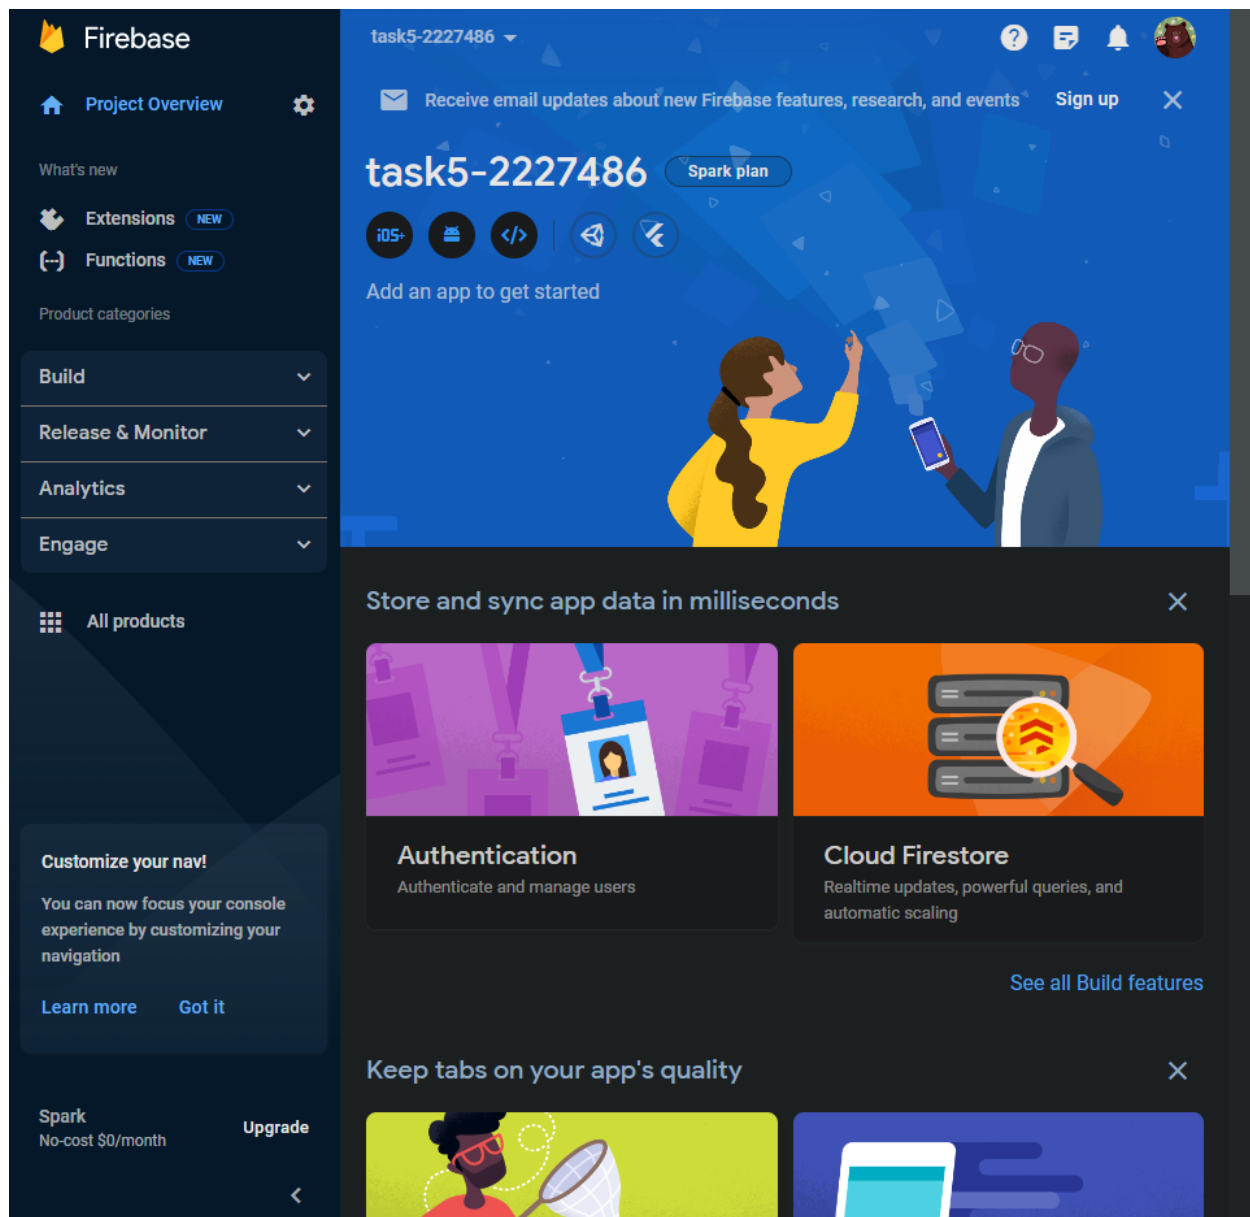 Firebase
Project Overview
What's new
Extensions NEW
Functions NEW
Product categories
Build
Release & Monitor
Analytics
Engage
All products
Customize your nav!
You can now focus your console
experience by customizing your
navigation
Learn more Got it
Spark
No-cost $0/month
Upgrade
task5-2227486
Receive email updates about new Firebase features, research, and events Sign up
task5-2227486 Spark plan
iOS+ </>
Add an app to get started
Store and sync app data in milliseconds
Authentication
Authenticate and manage users
Cloud Firestore
Realtime updates, powerful queries, and
automatic scaling
See all Build features
Keep tabs on your app's quality